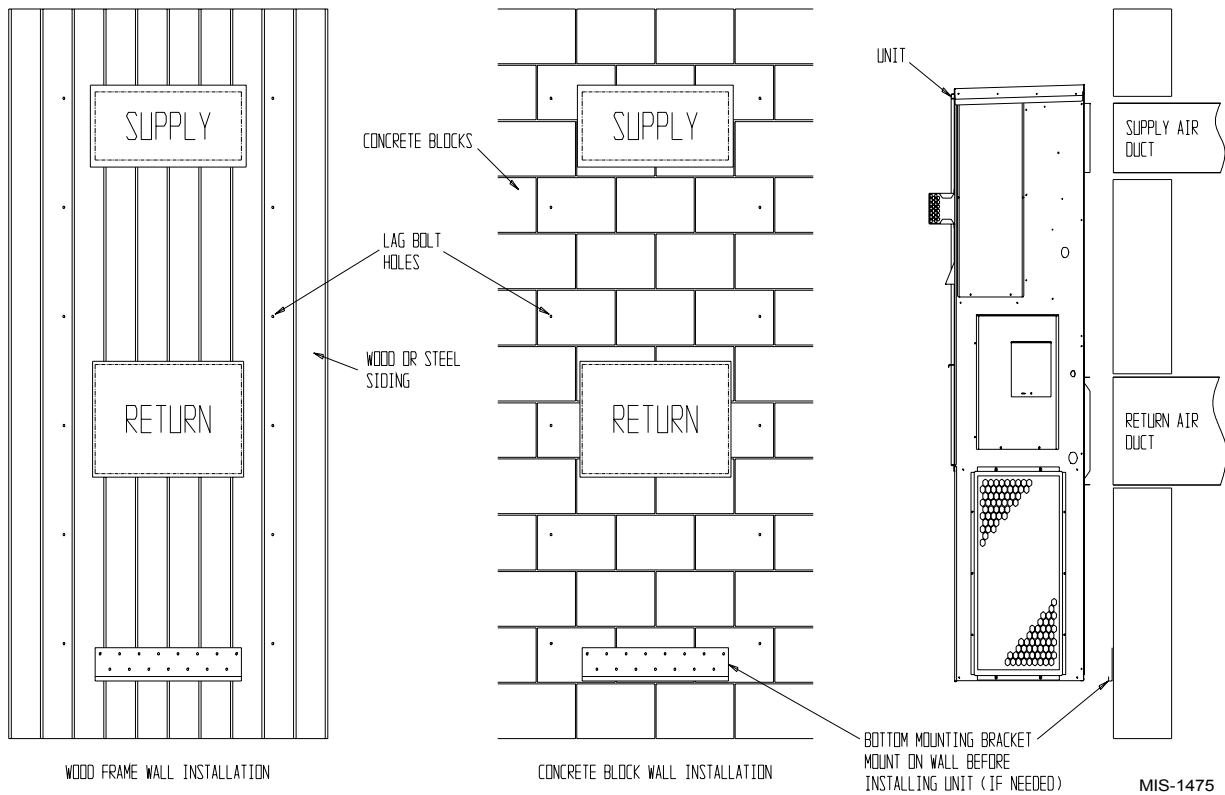 UNIT
SUPPLY
SUPPLY
SUPPLY AIR
DUCT
CONCRETE BLOCKS
LAG BOLT
HOLES
WOOD OR STEEL
SIDING
RETURN
RETURN
RETURN AIR
DUCT
BOTTOM MOUNTING BRACKET
MOUNT ON WALL BEFORE
INSTALLING UNIT (IF NEEDED)
WOOD FRAME WALL INSTALLATION
CONCRETE BLOCK WALL INSTALLATION
MIS-1475